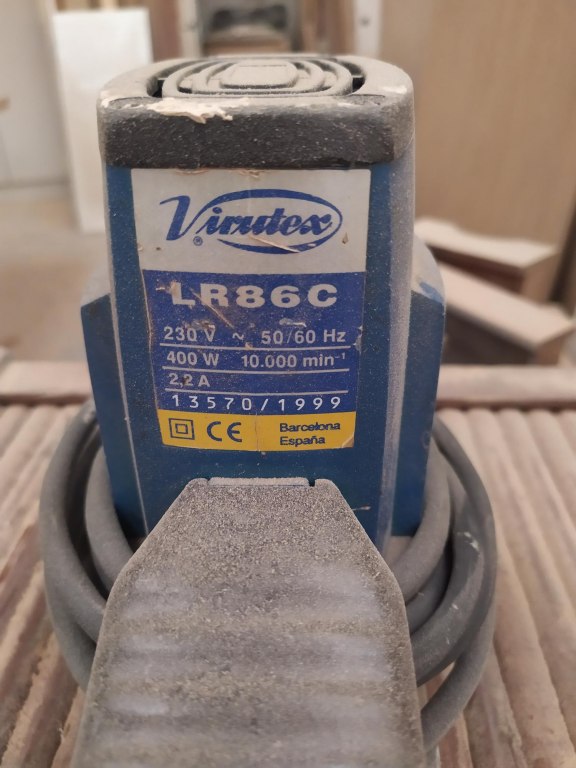 Virutex
®
LR86C
230 V ~ 50/60 Hz
400 W 10.000 min⁻¹
2,2 A
13570/1999
CE Barcelona
España